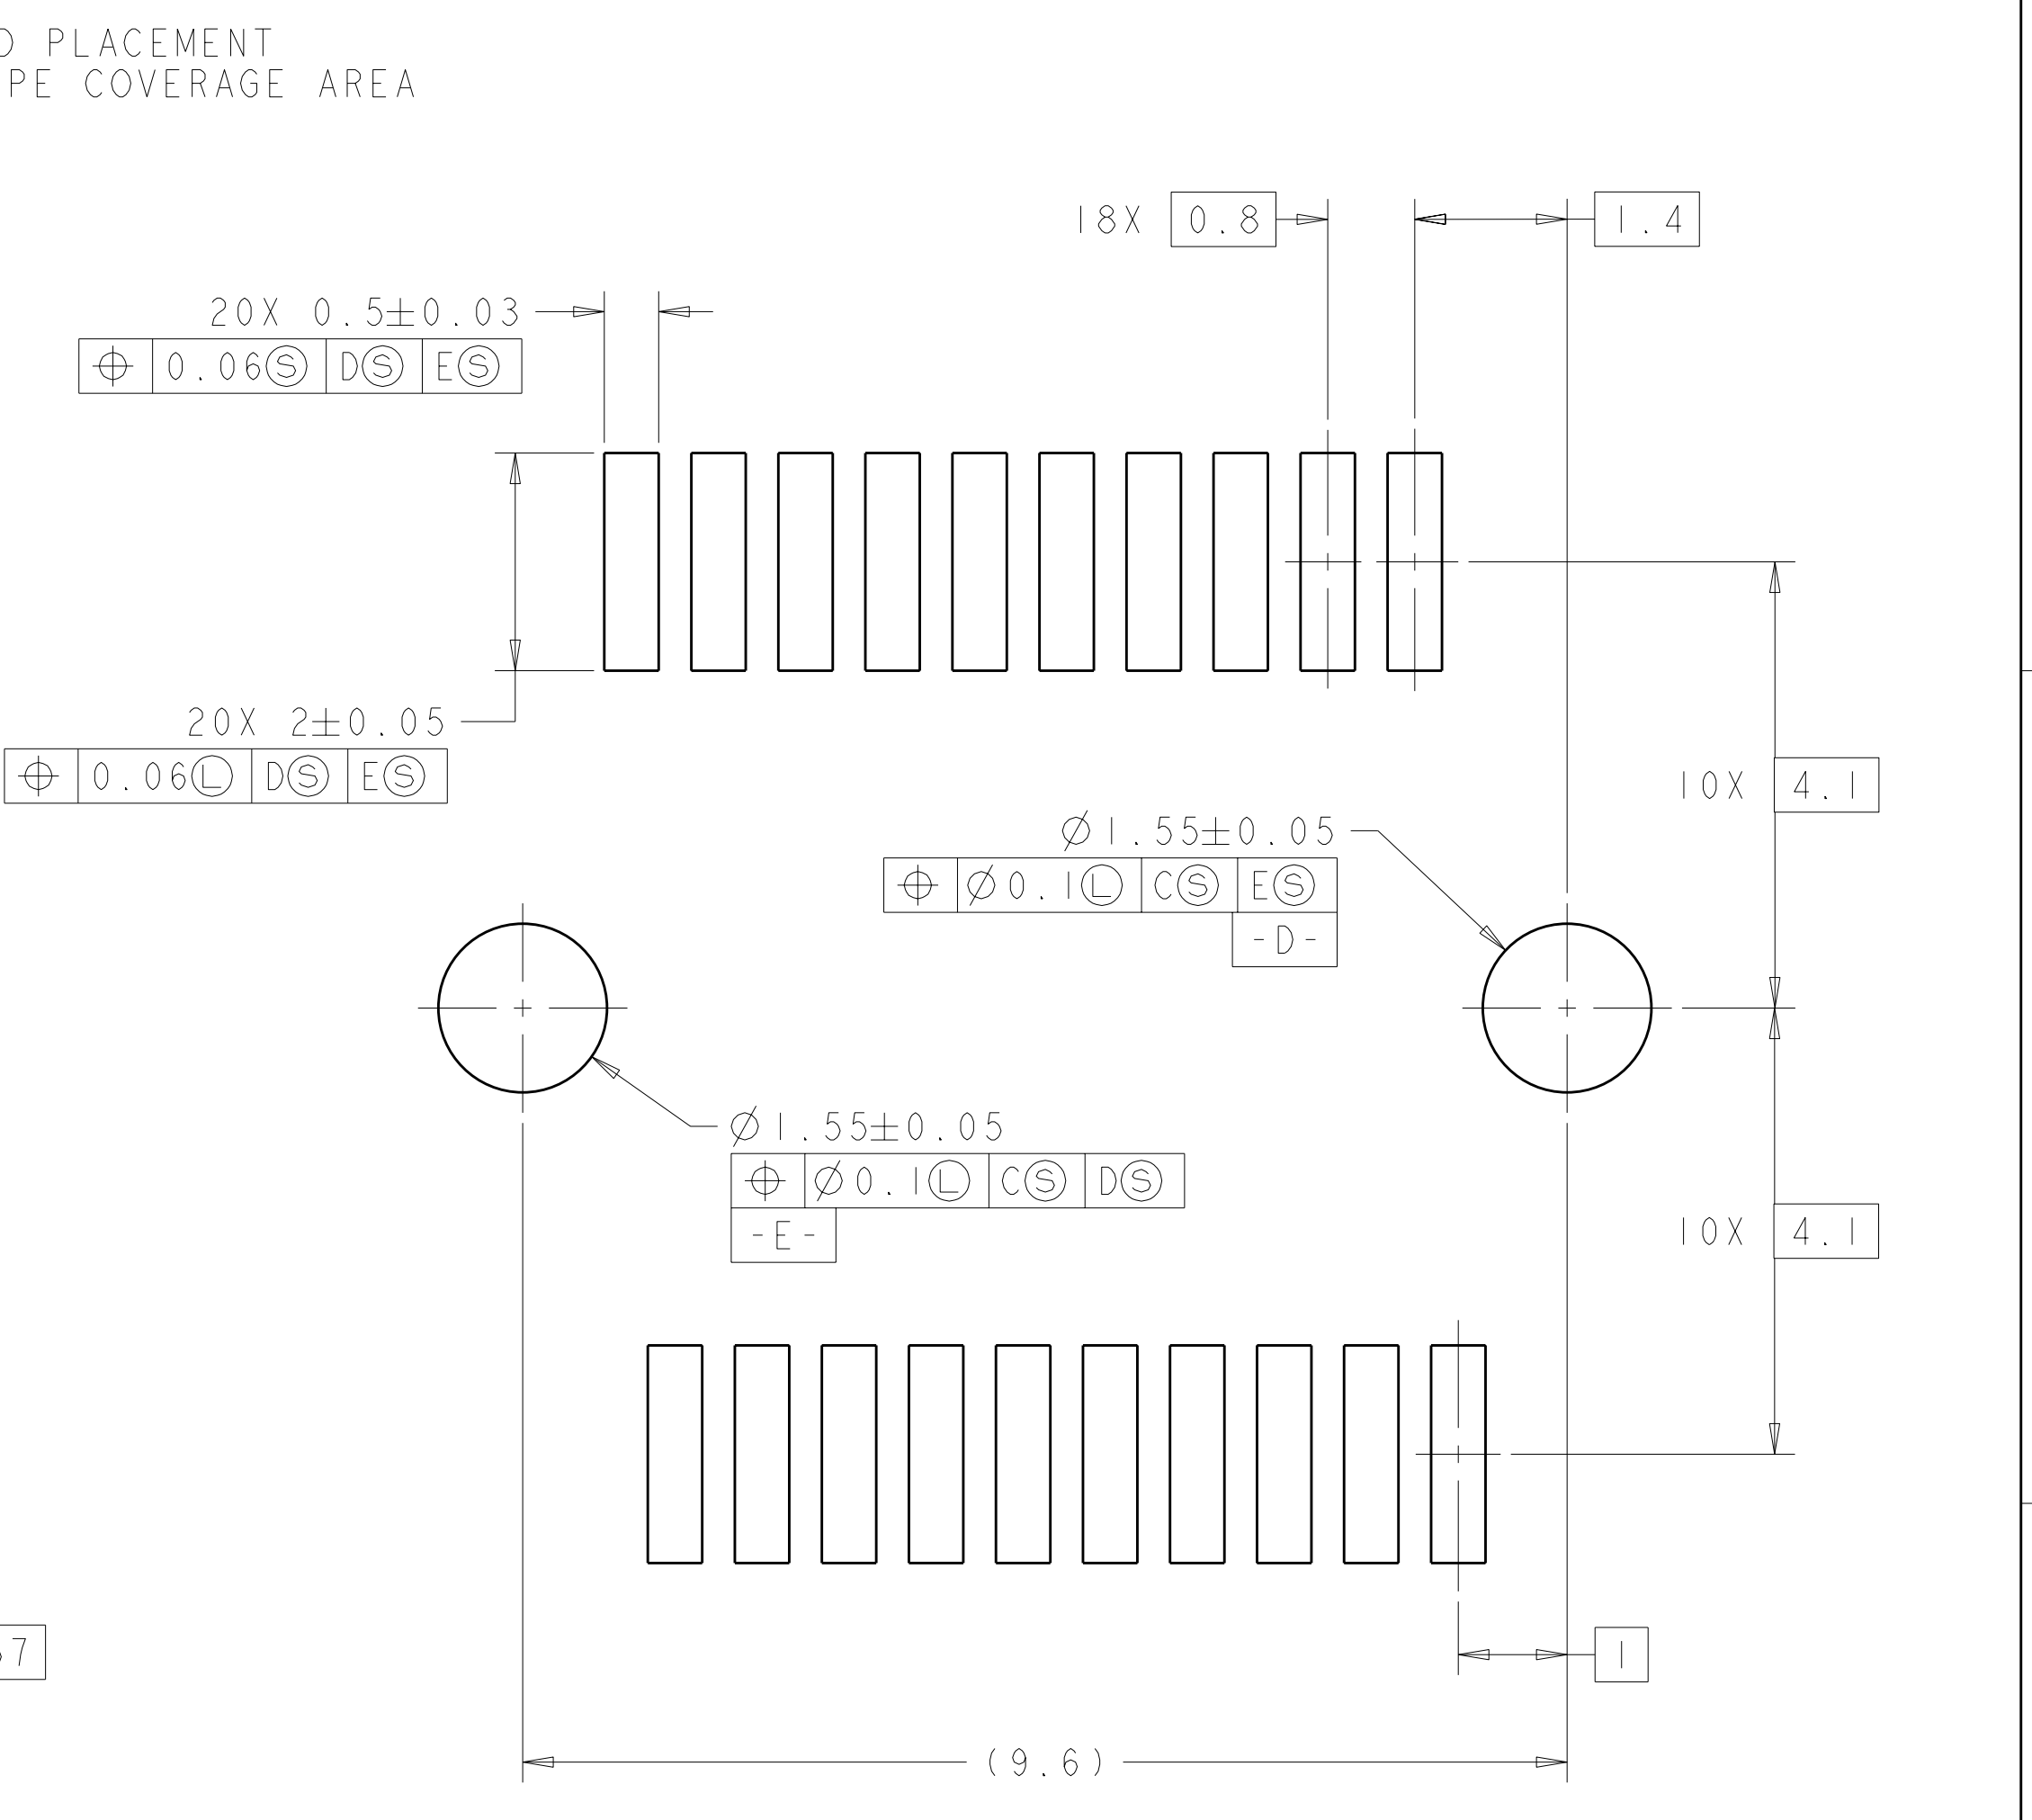 PLACEMENT
COVERAGE AREA
18X 0.8
1.4
20X 0.5±0.03
⌖ 0.06Ⓢ DⓈ EⓈ
20X 2±0.05
⌖ 0.06Ⓛ DⓈ EⓈ
10X 4.1
Ø1.55±0.05
⌖ Ø0.1Ⓛ CⓈ EⓈ
-D-
Ø1.55±0.05
⌖ Ø0.1Ⓛ CⓈ DⓈ
-E-
10X 4.1
7
1
(9.6)